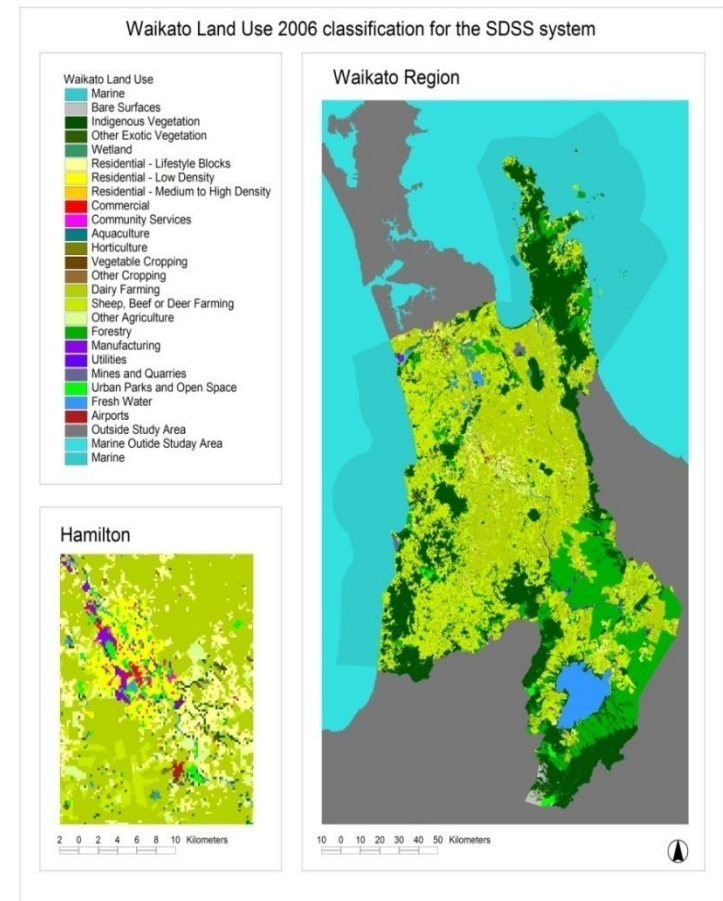 Waikato Land Use 2006 classification for the SDSS system
Waikato Land Use
Marine
Bare Surfaces
Indigenous Vegetation
Other Exotic Vegetation
Wetland
Residential - Lifestyle Blocks
Residential - Low Density
Residential - Medium to High Density
Commercial
Community Services
Aquaculture
Horticulture
Vegetable Cropping
Other Cropping
Dairy Farming
Sheep, Beef or Deer Farming
Other Agriculture
Forestry
Manufacturing
Utilities
Mines and Quarries
Urban Parks and Open Space
Fresh Water
Airports
Outside Study Area
Marine Outide Studay Area
Marine
Hamilton
2 0 2 4 6 8 10 Kilometers
Waikato Region
10 0 10 20 30 40 50 Kilometers